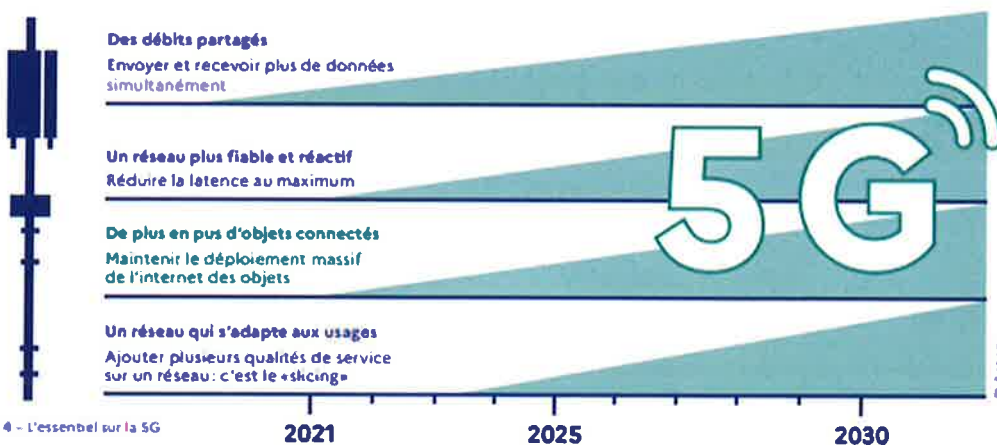 Des débits partagés
Envoyer et recevoir plus de données
simultanément
Un réseau plus fiable et réactif
Réduire la latence au maximum
De plus en pus d'objets connectés
Maintenir le déploiement massif
de l'internet des objets
Un réseau qui s'adapte aux usages
Ajouter plusieurs qualités de service
sur un réseau: c'est le «slicing»
5G
2021 2025 2030
4 - L'essentiel sur la 5G